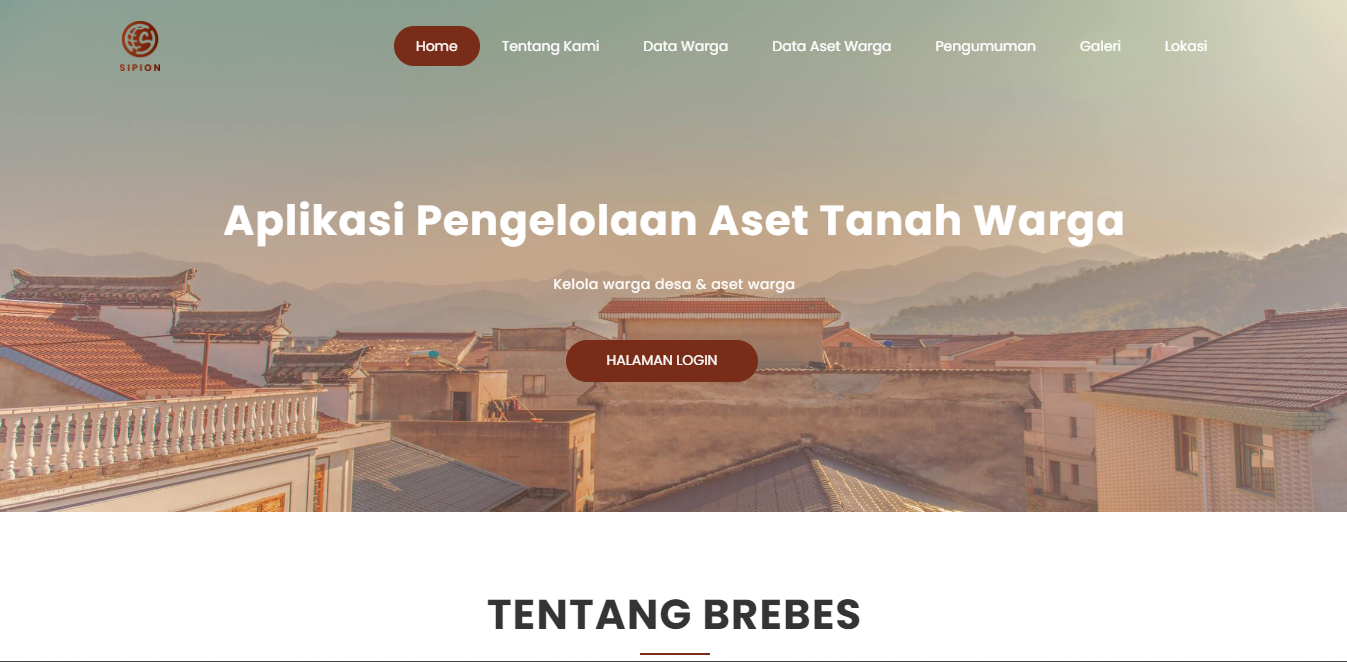 SIPION
Home
Tentang Kami
Data Warga
Data Aset Warga
Pengumuman
Galeri
Lokasi
Aplikasi Pengelolaan Aset Tanah Warga
Kelola warga desa & aset warga
HALAMAN LOGIN
TENTANG BREBES